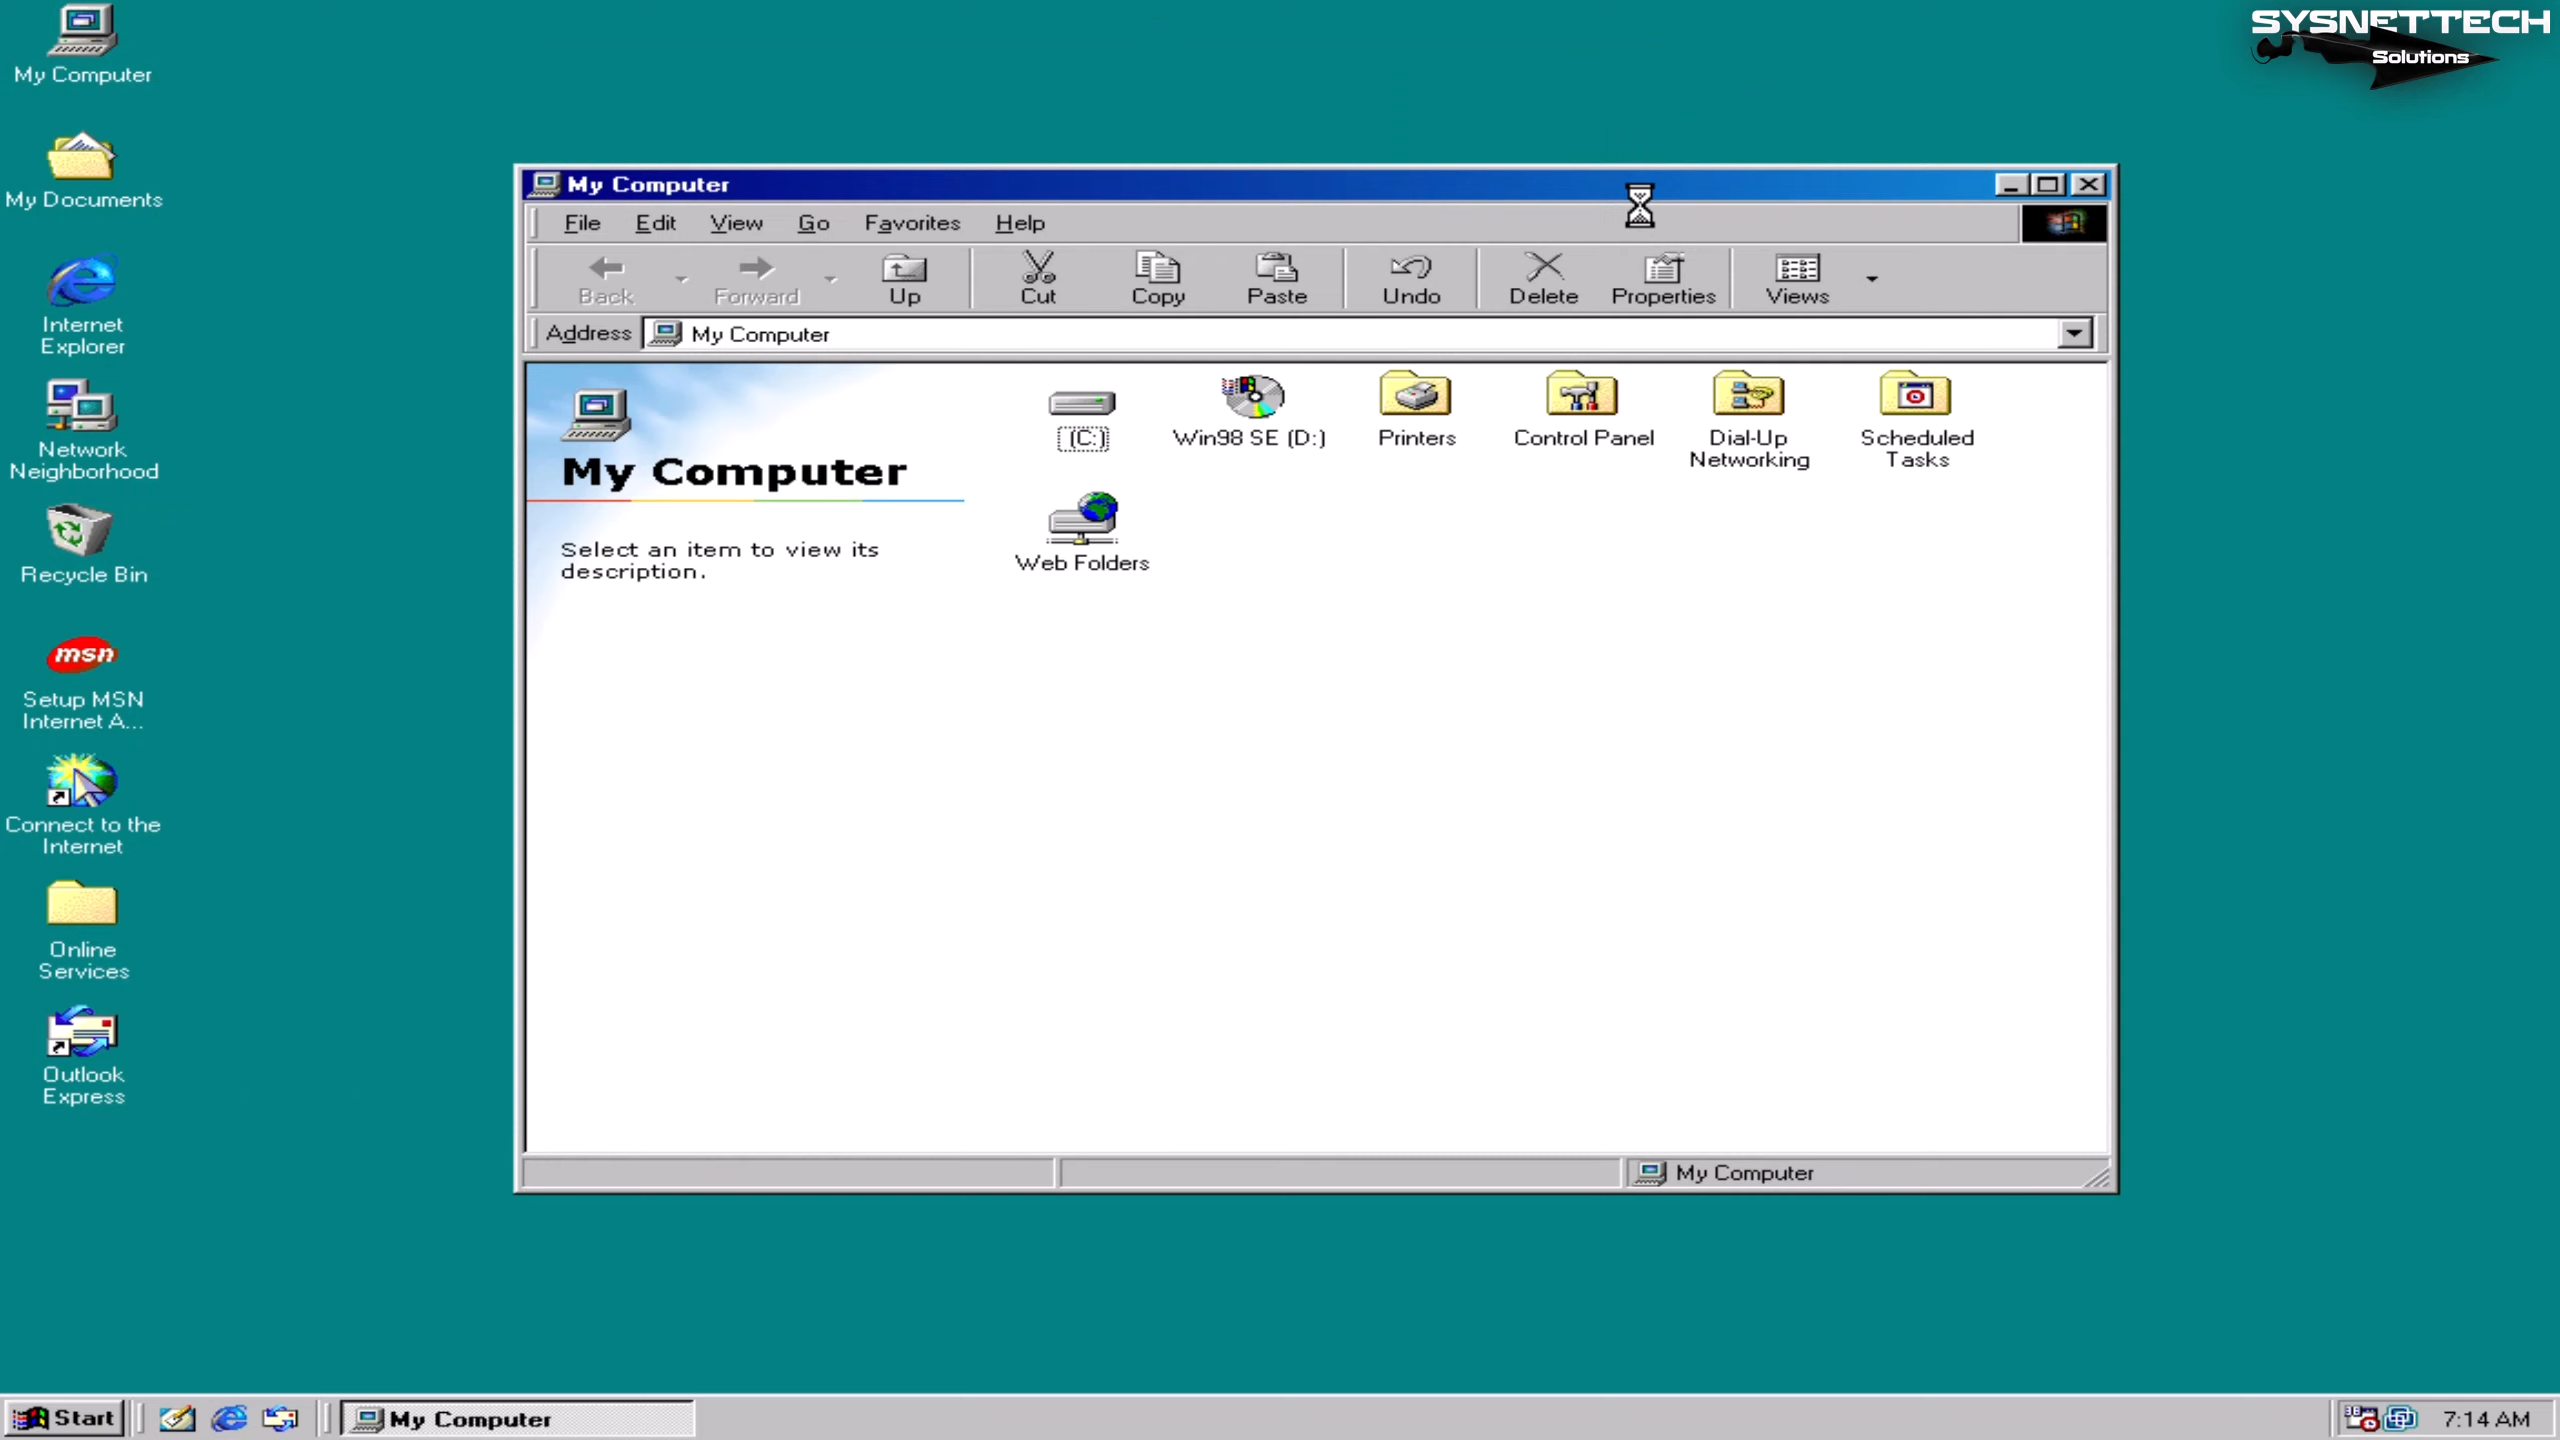 My Computer
My Documents
Internet
Explorer
Network
Neighborhood
Recycle Bin
msn
Setup MSN
Internet A...
Connect to the
Internet
Online
Services
Outlook
Express
SYSNETTECH
Solutions
My Computer
File Edit View Go Favorites Help
Back Forward Up Cut Copy Paste Undo Delete Properties Views
Address My Computer
My Computer
Select an item to view its
description.
(C:) Win98 SE (D:) Printers Control Panel Dial-Up Scheduled
Networking Tasks
Web Folders
My Computer
Start My Computer 7:14 AM